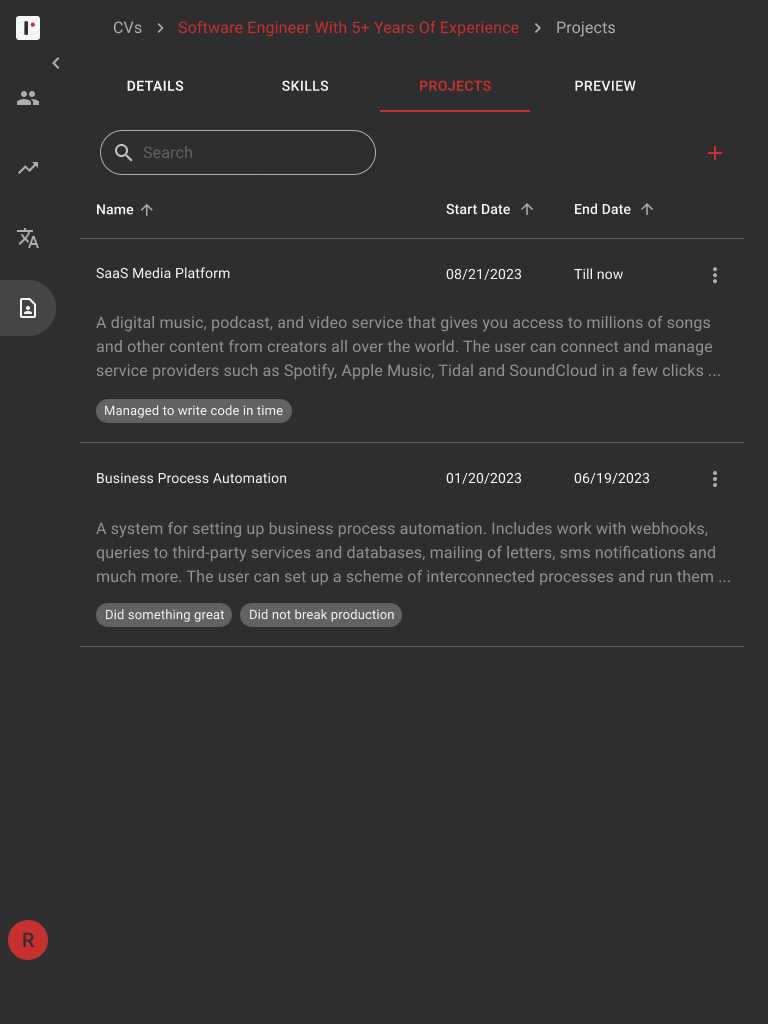 CVs > Software Engineer With 5+ Years Of Experience > Projects
DETAILS SKILLS PROJECTS PREVIEW
Search
Name Start Date End Date
SaaS Media Platform 08/21/2023 Till now
A digital music, podcast, and video service that gives you access to millions of songs
and other content from creators all over the world. The user can connect and manage
service providers such as Spotify, Apple Music, Tidal and SoundCloud in a few clicks ...
Managed to write code in time
Business Process Automation 01/20/2023 06/19/2023
A system for setting up business process automation. Includes work with webhooks,
queries to third-party services and databases, mailing of letters, sms notifications and
much more. The user can set up a scheme of interconnected processes and run them ...
Did something great Did not break production
R